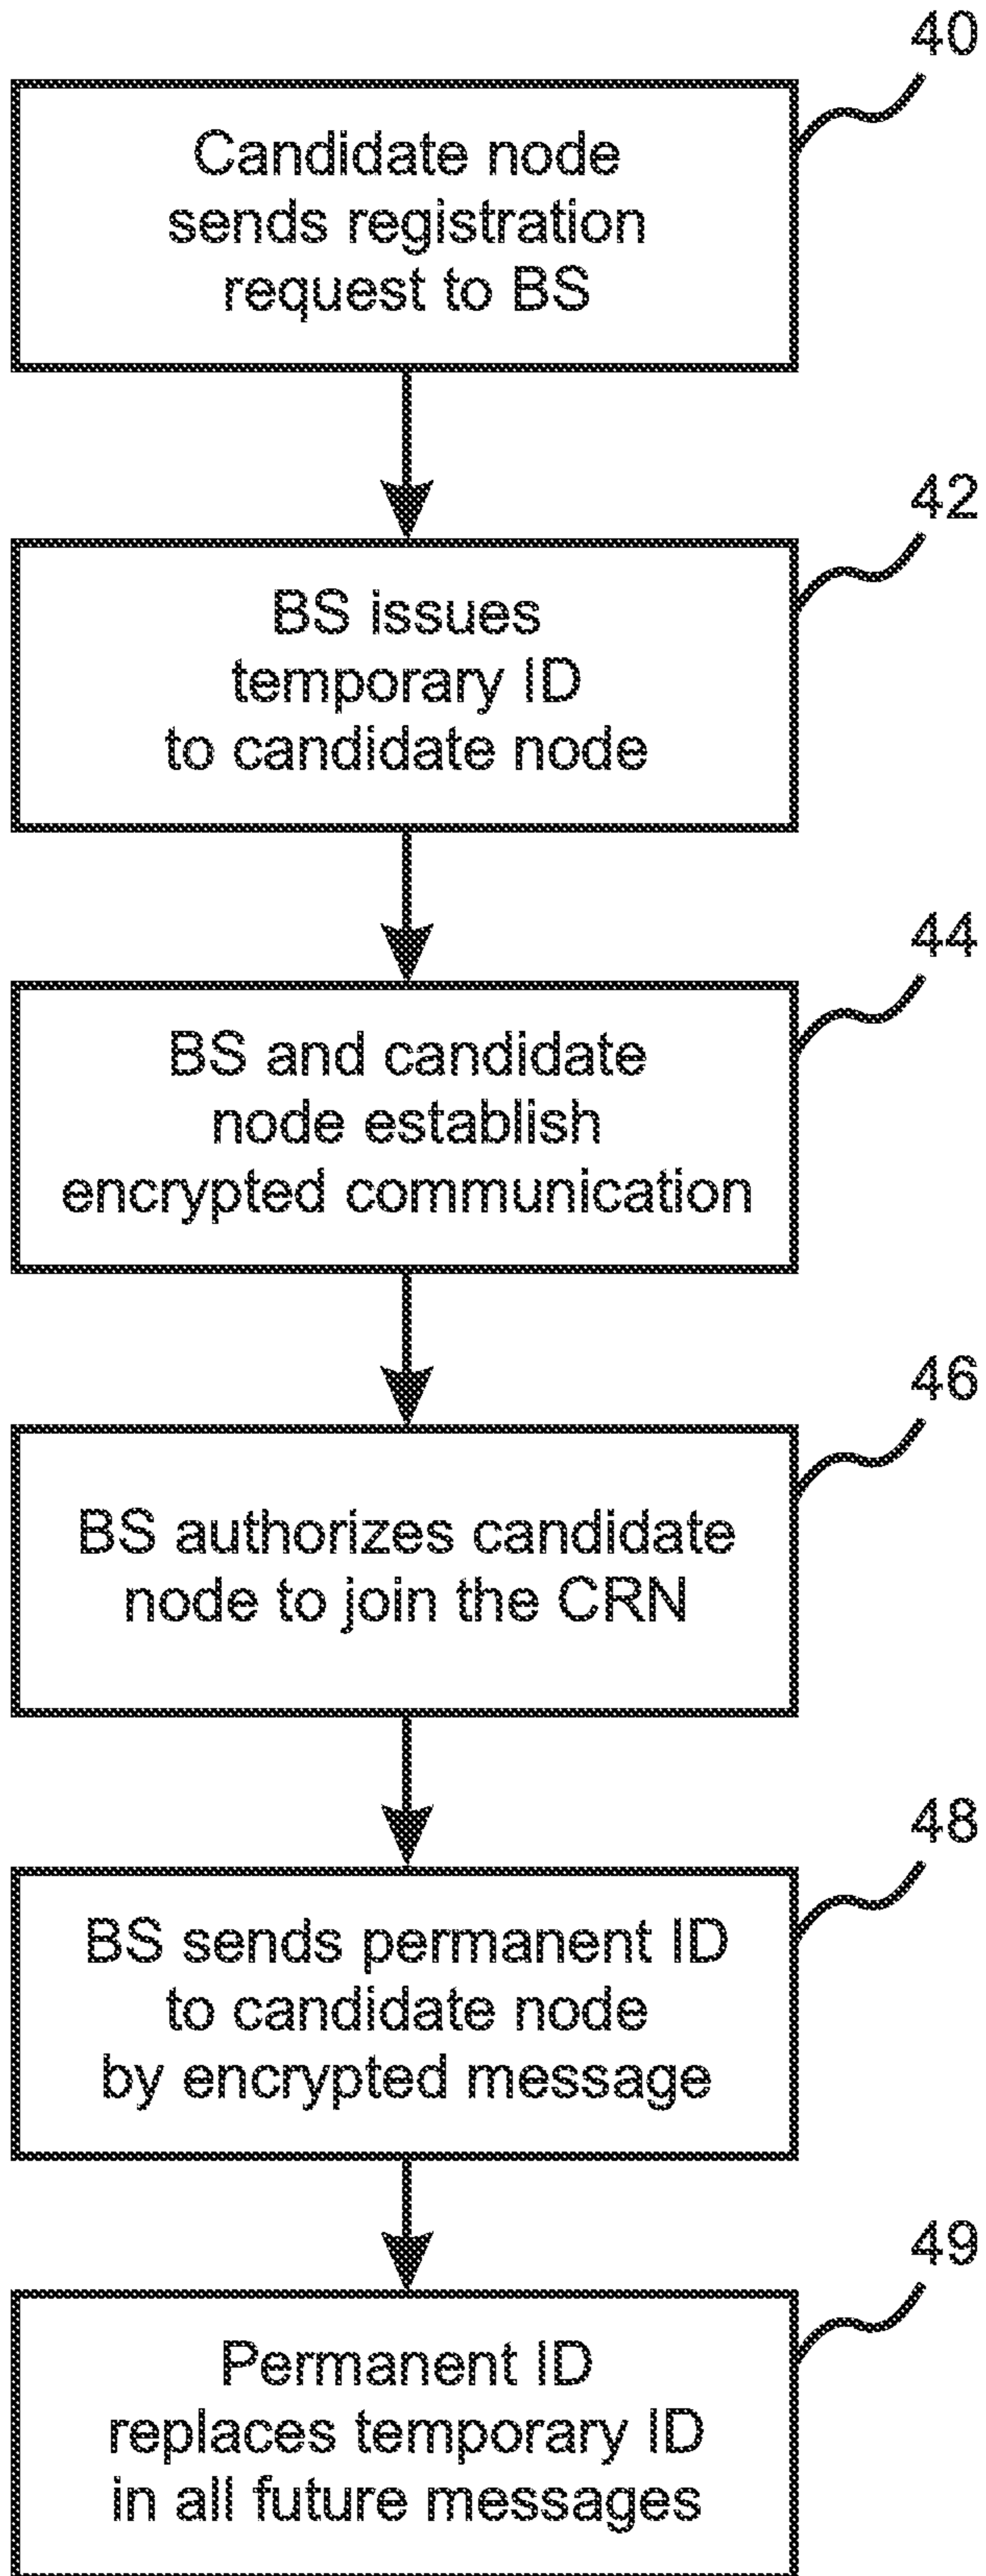 40
Candidate node
sends registration
request to BS
42
BS issues
temporary ID
to candidate node
44
BS and candidate
node establish
encrypted communication
46
BS authorizes candidate
node to join the CRN
48
BS sends permanent ID
to candidate node
by encrypted message
49
Permanent ID
replaces temporary ID
in all future messages